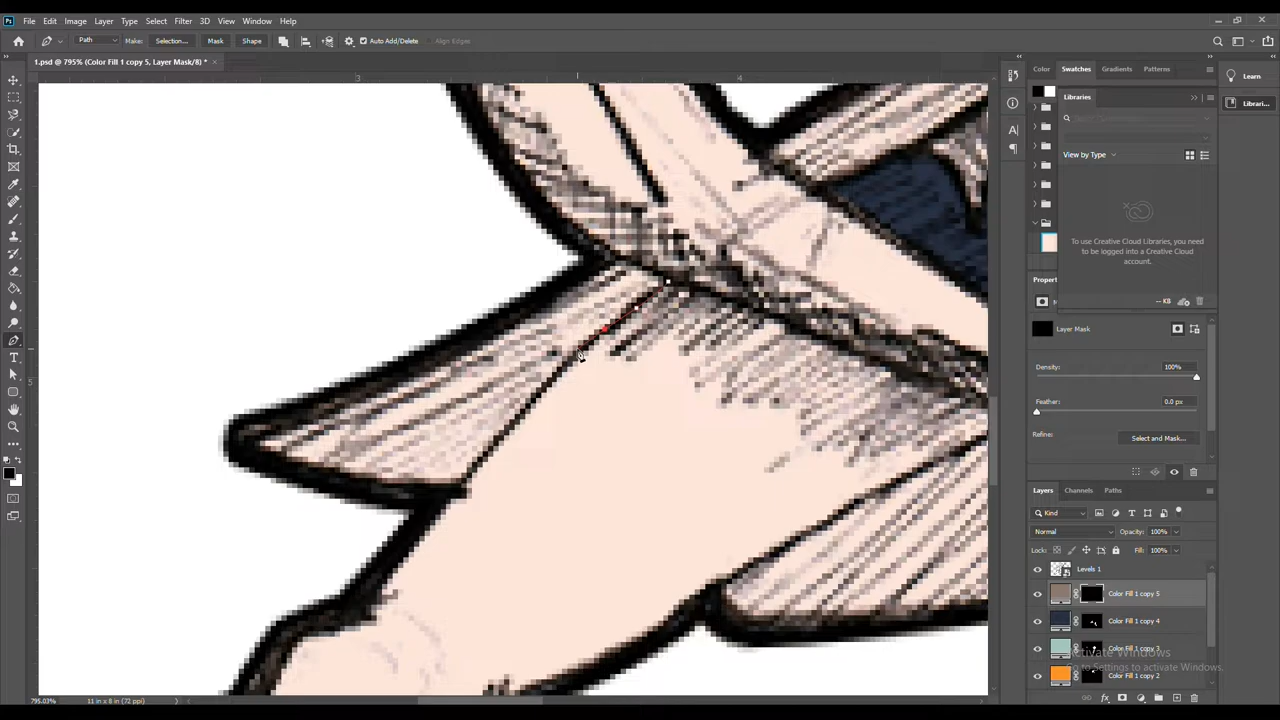 File Edit Image Layer Type Select Filter 3D View Window Help
Path Make: Selection... Mask Shape Auto Add/Delete Align Edges
1.psd @ 795% (Color Fill 1 copy 5, Layer Mask/8) *
3 4
5
Color Swatches Gradients Patterns
Learn
Libraries
Librari...
View by Type
To use Creative Cloud Libraries, you need to be logged into a Creative Cloud account.
-- KB
Layer Mask
Density: 100%
Feather: 0.0 px
Refine: Select and Mask...
Layers Channels Paths
Kind
Normal Opacity: 100%
Lock: Fill: 100%
Levels 1
Color Fill 1 copy 5
Color Fill 1 copy 4
Color Fill 1 copy 3
Activate Windows
Go to Settings to activate Windows.
Color Fill 1 copy 2
795.03% 11 in x 8 in (72 ppi)